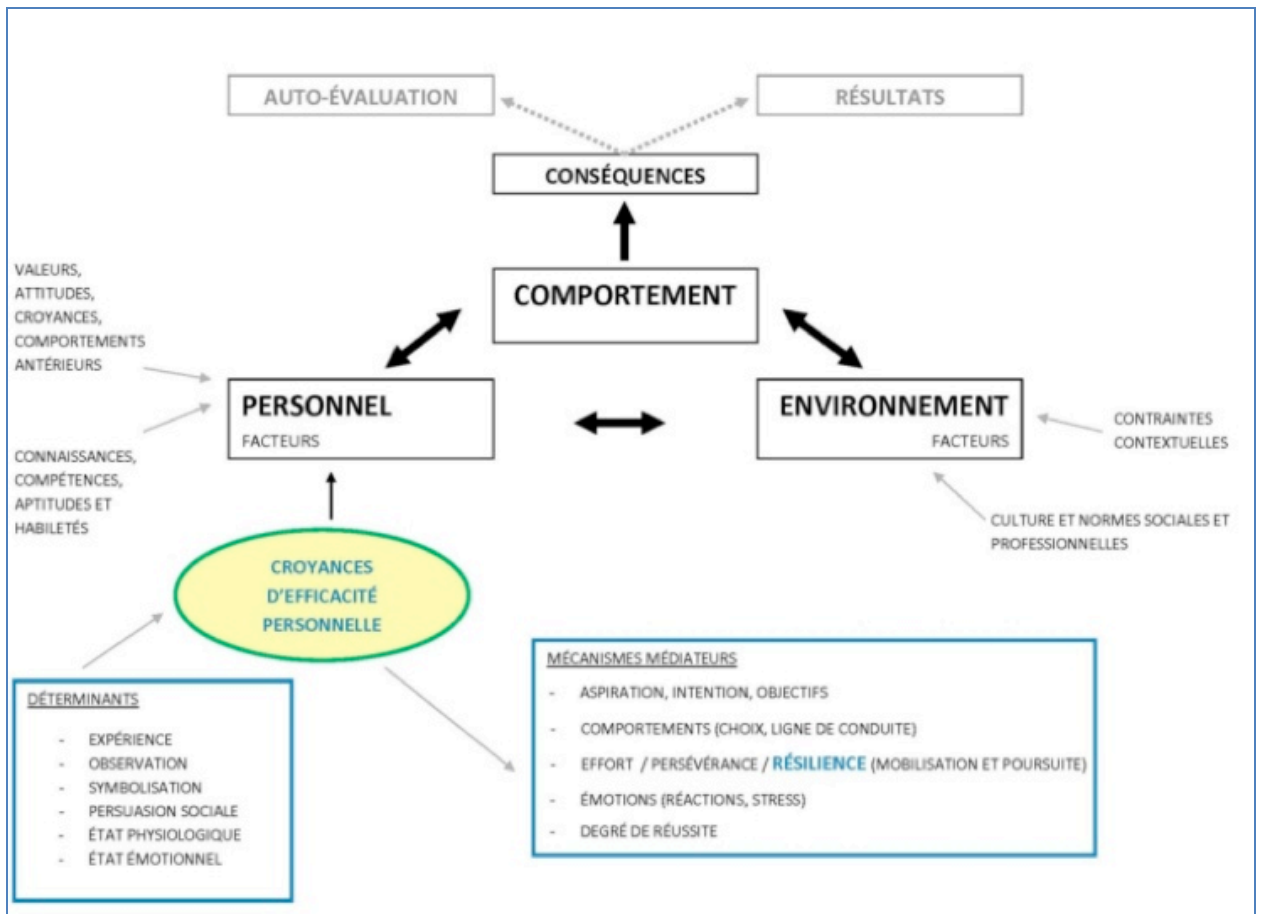 AUTO-ÉVALUATION
RÉSULTATS
CONSÉQUENCES
COMPORTEMENT
VALEURS,
ATTITUDES,
CROYANCES,
COMPORTEMENTS
ANTÉRIEURS
PERSONNEL
FACTEURS
ENVIRONNEMENT
FACTEURS
CONTRAINTES
CONTEXTUELLES
CONNAISSANCES,
COMPÉTENCES,
APTITUDES ET
HABILETÉS
CULTURE ET NORMES SOCIALES ET
PROFESSIONNELLES
CROYANCES
D'EFFICACITÉ
PERSONNELLE
DÉTERMINANTS
- EXPÉRIENCE
- OBSERVATION
- SYMBOLISATION
- PERSUASION SOCIALE
- ÉTAT PHYSIOLOGIQUE
- ÉTAT ÉMOTIONNEL
MÉCANISMES MÉDIATEURS
- ASPIRATION, INTENTION, OBJECTIFS
- COMPORTEMENTS (CHOIX, LIGNE DE CONDUITE)
- EFFORT / PERSÉVÉRANCE / RÉSILIENCE (MOBILISATION ET POURSUITE)
- ÉMOTIONS (RÉACTIONS, STRESS)
- DEGRÉ DE RÉUSSITE